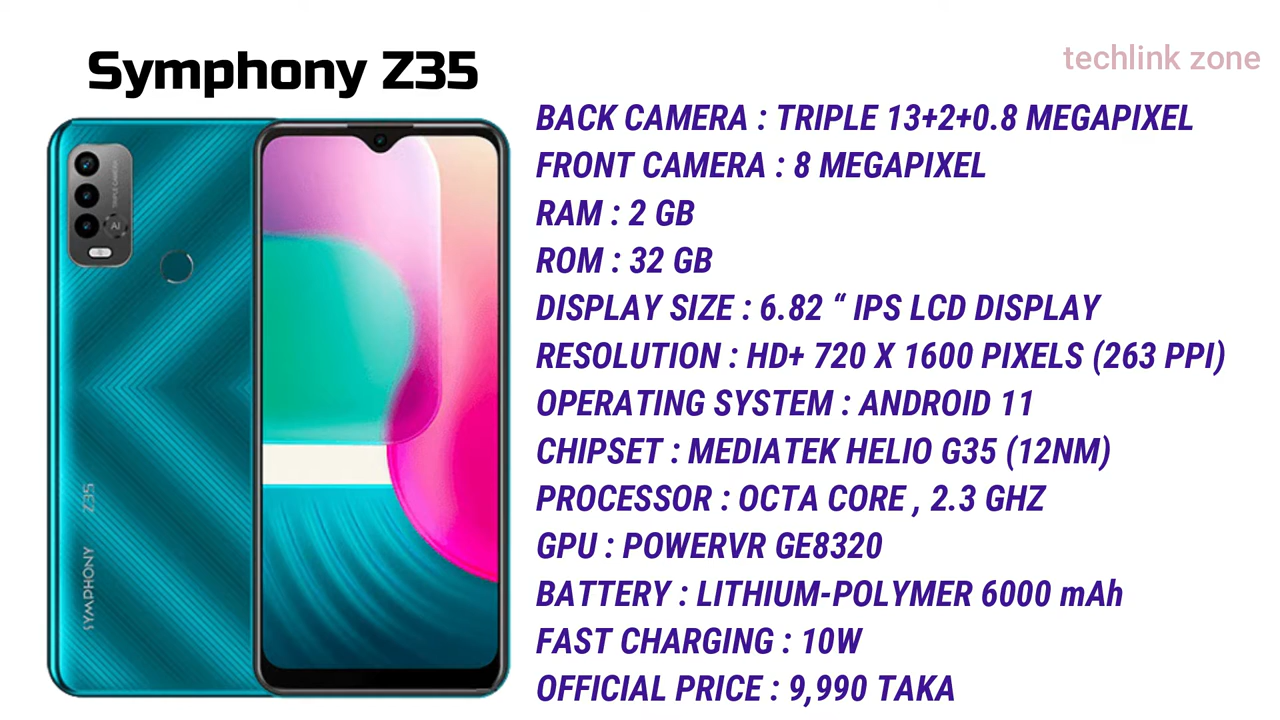 Symphony Z35
techlink zone
BACK CAMERA : TRIPLE 13+2+0.8 MEGAPIXEL
FRONT CAMERA : 8 MEGAPIXEL
RAM : 2 GB
ROM : 32 GB
DISPLAY SIZE : 6.82 “ IPS LCD DISPLAY
RESOLUTION : HD+ 720 X 1600 PIXELS (263 PPI)
OPERATING SYSTEM : ANDROID 11
CHIPSET : MEDIATEK HELIO G35 (12NM)
PROCESSOR : OCTA CORE , 2.3 GHZ
GPU : POWERVR GE8320
BATTERY : LITHIUM-POLYMER 6000 mAh
FAST CHARGING : 10W
OFFICIAL PRICE : 9,990 TAKA
TRIPLE CAMERA
AI
SYMPHONY Z35